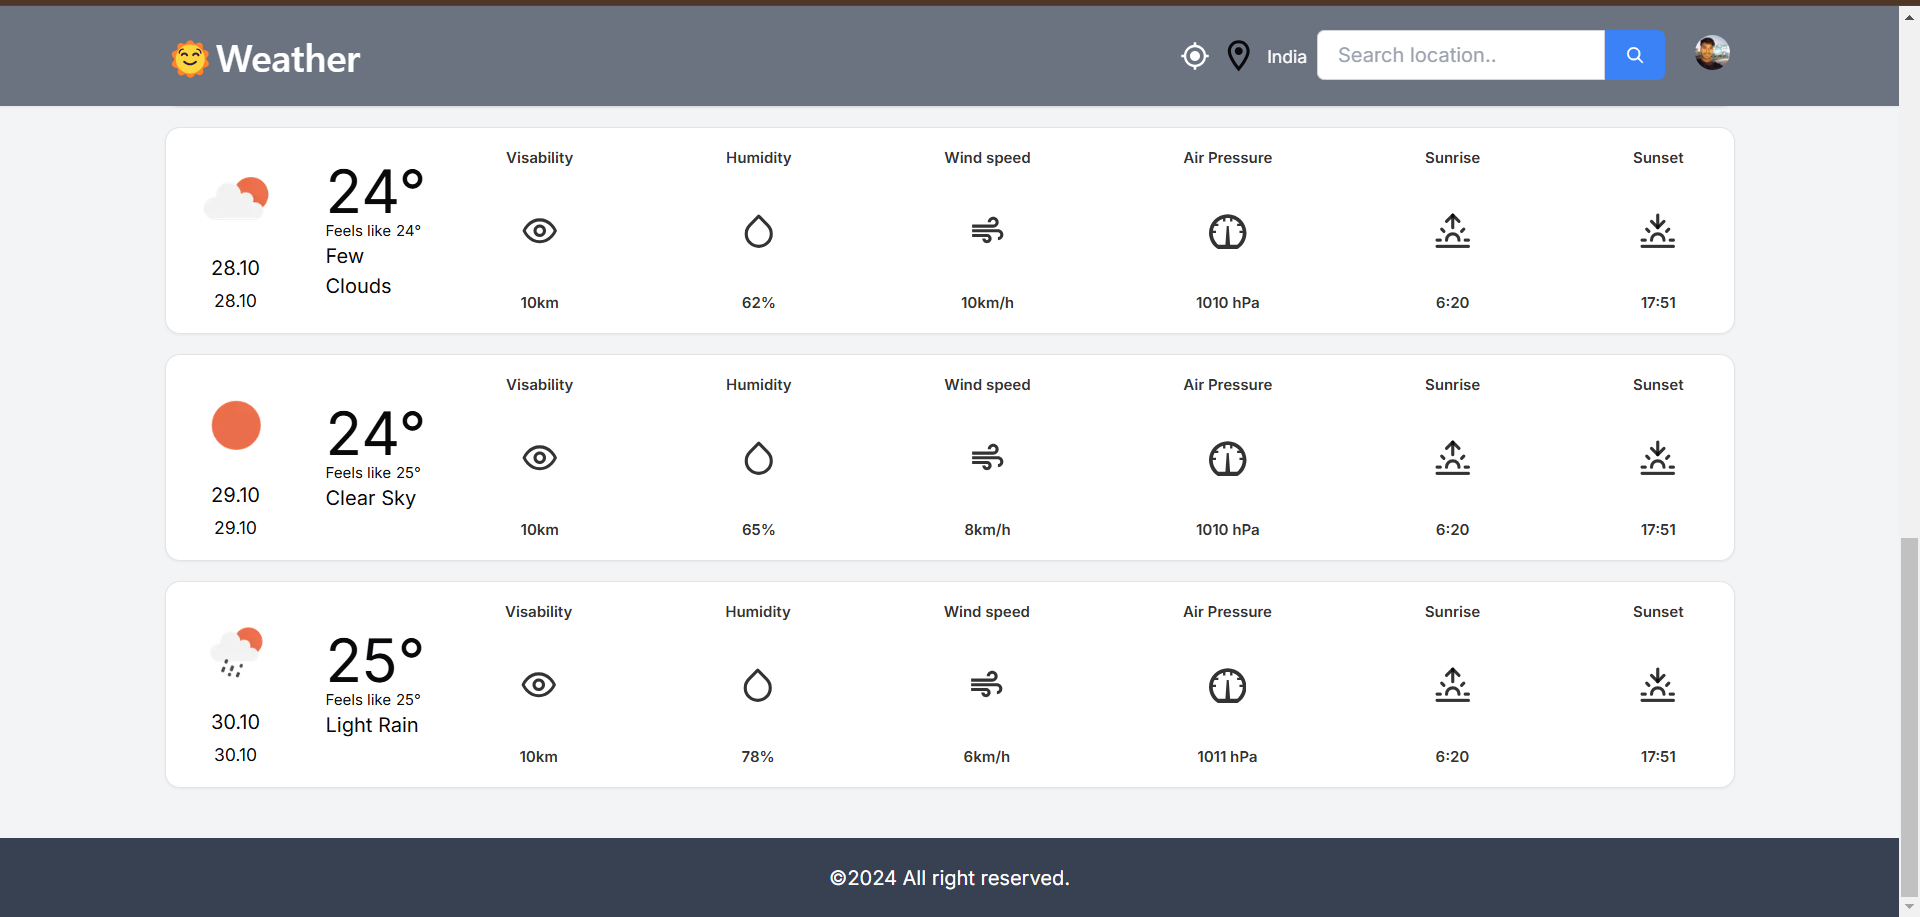 Weather
India
Search location..
Visability Humidity Wind speed Air Pressure Sunrise Sunset
24°
Feels like 24°
Few
Clouds
28.10
28.10
10km 62% 10km/h 1010 hPa 6:20 17:51
Visability Humidity Wind speed Air Pressure Sunrise Sunset
24°
Feels like 25°
Clear Sky
29.10
29.10
10km 65% 8km/h 1010 hPa 6:20 17:51
Visability Humidity Wind speed Air Pressure Sunrise Sunset
25°
Feels like 25°
Light Rain
30.10
30.10
10km 78% 6km/h 1011 hPa 6:20 17:51
©2024 All right reserved.